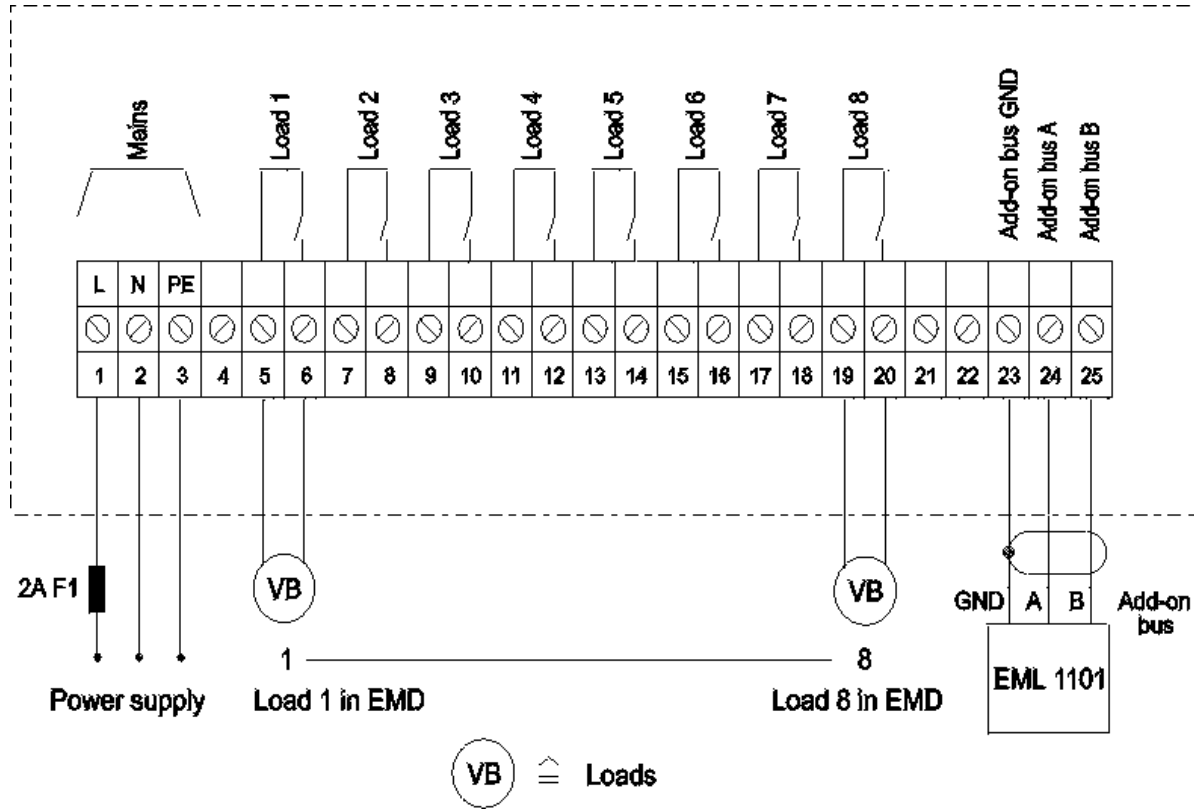 Mains
Load 1
Load 2
Load 3
Load 4
Load 5
Load 6
Load 7
Load 8
Add-on bus GND
Add-on bus A
Add-on bus B
L N PE
1 2 3 4 5 6 7 8 9 10 11 12 13 14 15 16 17 18 19 20 21 22 23 24 25
2A F1
VB
VB
GND A B Add-on
bus
1
8
EML 1101
Power supply
Load 1 in EMD
Load 8 in EMD
VB ≙ Loads